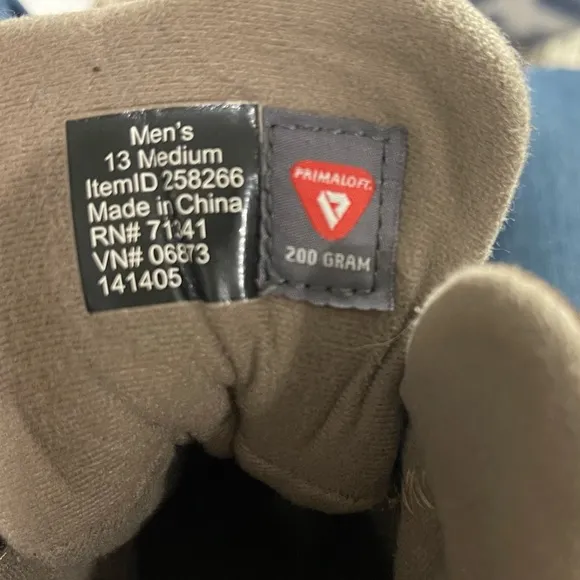 Men's
13 Medium
ItemID 258266
Made in China
RN# 71341
VN# 06873
141405
PRIMALOFT
200 GRAM